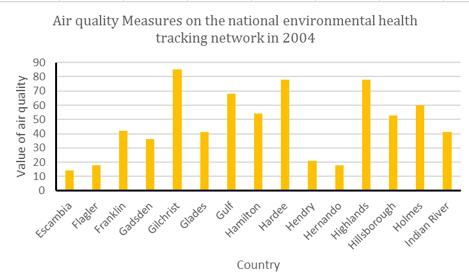 Air quality Measures on the national environmental health
tracking network in 2004
Value of air quality
90
80
70
60
50
40
30
20
10
0
Escambia
Flagler
Franklin
Gadsden
Gilchrist
Glades
Gulf
Hamilton
Hardee
Hendry
Hernando
Highlands
Hillsborough
Holmes
Indian River
Country